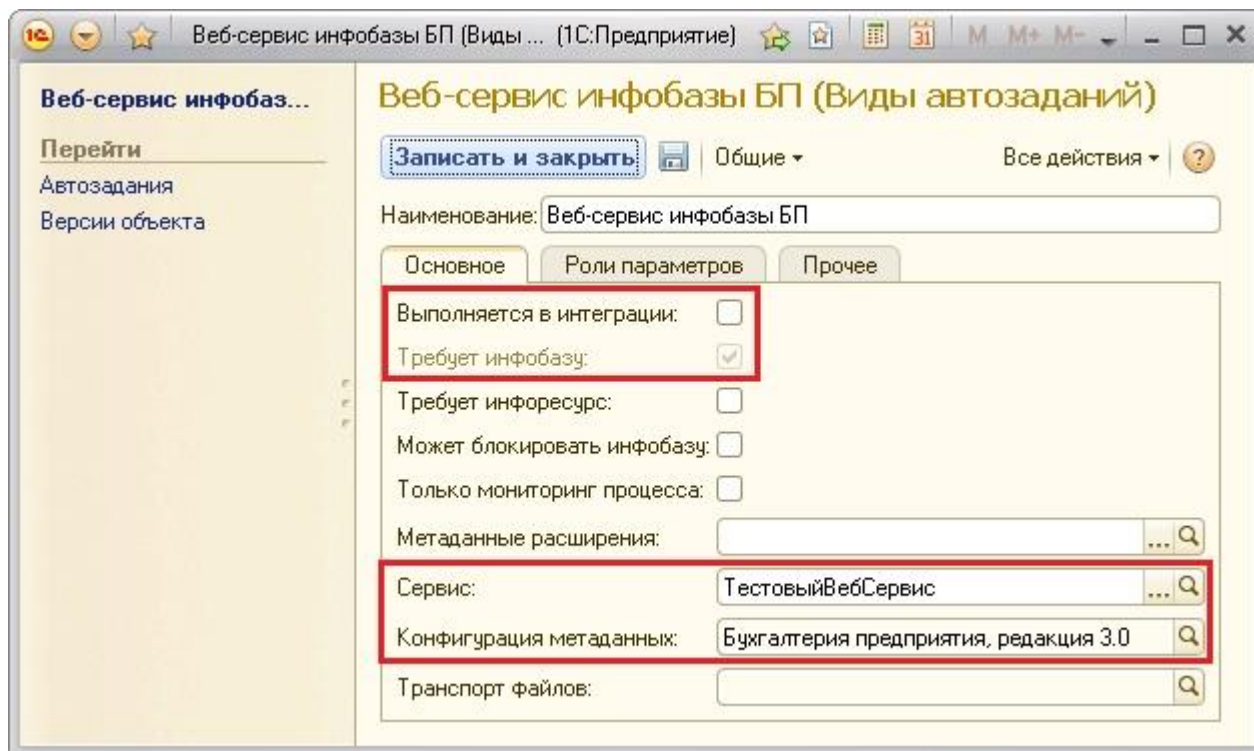 1С Веб-сервис инфобазы БП (Виды ... (1С:Предприятие) 31 M M+ M-
Веб-сервис инфобаз...
Перейти
Автозадания
Версии объекта
Веб-сервис инфобазы БП (Виды автозаданий)
Записать и закрыть Общие Все действия ?
Наименование: Веб-сервис инфобазы БП
Основное Роли параметров Прочее
Выполняется в интеграции:
Требует инфобазу:
Требует инфоресурс:
Может блокировать инфобазу:
Только мониторинг процесса:
Метаданные расширения: ...
Сервис: ТестовыйВебСервис ...
Конфигурация метаданных: Бухгалтерия предприятия, редакция 3.0
Транспорт файлов: